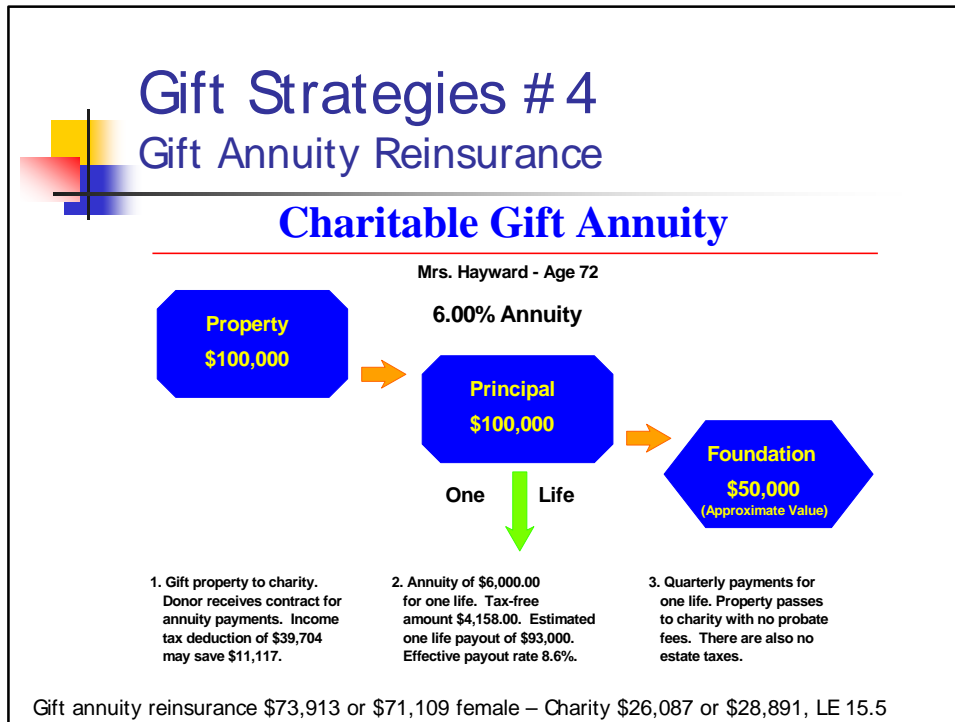 Gift Strategies #4
Gift Annuity Reinsurance
Charitable Gift Annuity
Mrs. Hayward - Age 72
6.00% Annuity
Property
$100,000
Principal
$100,000
Foundation
$50,000
(Approximate Value)
One Life
1. Gift property to charity.
Donor receives contract for
annuity payments. Income
tax deduction of $39,704
may save $11,117.
2. Annuity of $6,000.00
for one life. Tax-free
amount $4,158.00. Estimated
one life payout of $93,000.
Effective payout rate 8.6%.
3. Quarterly payments for
one life. Property passes
to charity with no probate
fees. There are also no
estate taxes.
Gift annuity reinsurance $73,913 or $71,109 female – Charity $26,087 or $28,891, LE 15.5